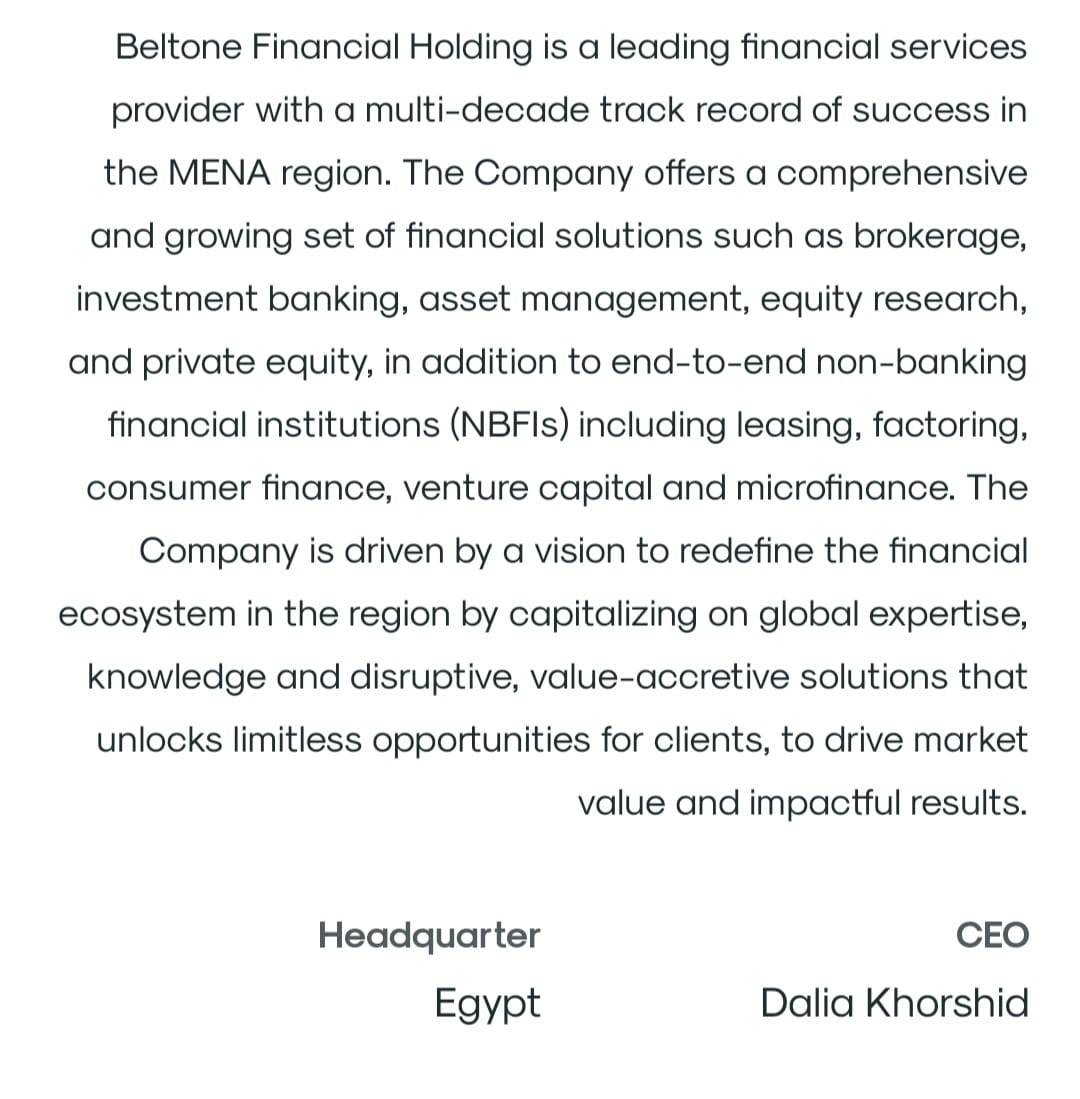 Beltone Financial Holding is a leading financial services
provider with a multi-decade track record of success in
the MENA region. The Company offers a comprehensive
and growing set of financial solutions such as brokerage,
investment banking, asset management, equity research,
and private equity, in addition to end-to-end non-banking
financial institutions (NBFIs) including leasing, factoring,
consumer finance, venture capital and microfinance. The
Company is driven by a vision to redefine the financial
ecosystem in the region by capitalizing on global expertise,
knowledge and disruptive, value-accretive solutions that
unlocks limitless opportunities for clients, to drive market
value and impactful results.
Headquarter
Egypt
CEO
Dalia Khorshid